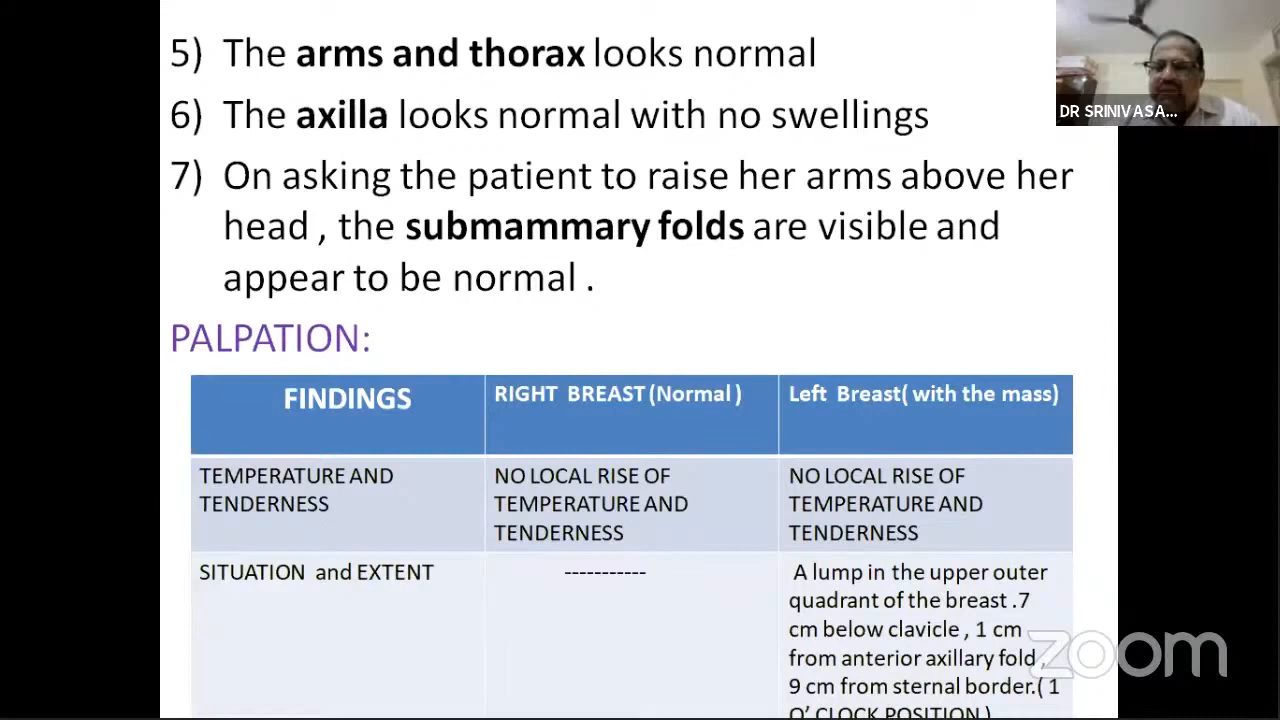 5) The arms and thorax looks normal
6) The axilla looks normal with no swellings
7) On asking the patient to raise her arms above her
head , the submammary folds are visible and
appear to be normal .
PALPATION:
FINDINGS
RIGHT BREAST(Normal )
Left Breast( with the mass)
TEMPERATURE AND
TENDERNESS
NO LOCAL RISE OF
TEMPERATURE AND
TENDERNESS
NO LOCAL RISE OF
TEMPERATURE AND
TENDERNESS
SITUATION and EXTENT
-----------
A lump in the upper outer
quadrant of the breast .7
cm below clavicle , 1 cm
from anterior axillary fold ,
9 cm from sternal border.( 1
O' CLOCK POSITION )
DR SRINIVASA...
zoom